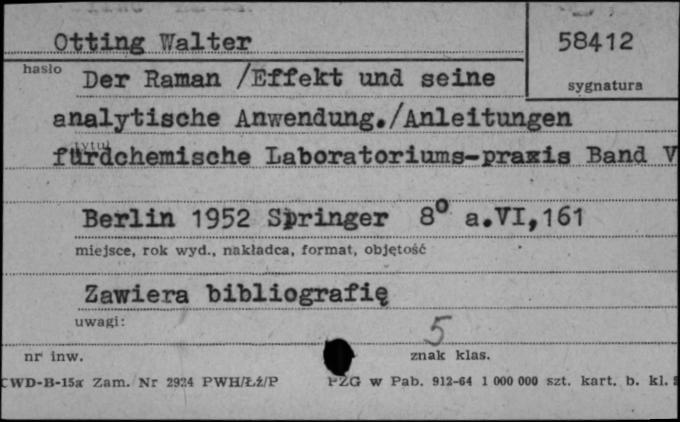 Otting Walter
58412
hasło
Der Raman /Effekt und seine
sygnatura
analytische Anwendung./Anleitungen
tytuł
fürdchemische Laboratoriums-praxis Band V
Berlin 1952 Springer 8° a.VI,161
miejsce, rok wyd., nakładca, format, objętość
Zawiera bibliografię
uwagi:
5
nr inw.
znak klas.
CWD-B-15a Zam. Nr 2924 PWH/Łź/P PZG w Pab. 912-64 1 000 000 szt. kart. b. kl.